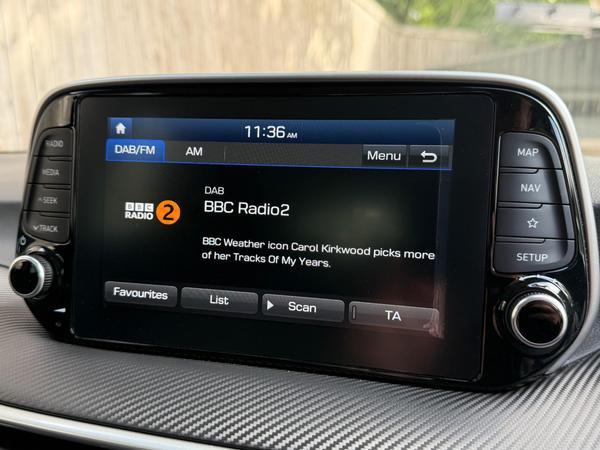 11:36 AM
RADIO
DAB/FM
AM
Menu
MAP
MEDIA
DAB
BBC RADIO 2
BBC Radio2
NAV
SEEK
TRACK
BBC Weather icon Carol Kirkwood picks more
of her Tracks Of My Years.
SETUP
Favourites
List
Scan
TA